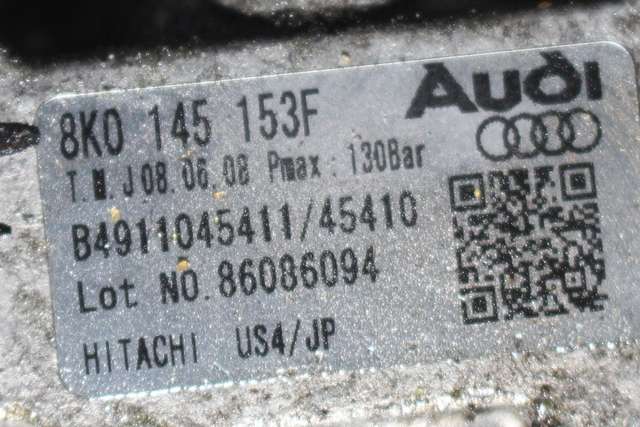 Audi
8K0 145 153F
T.M.J 08.06.08 Pmax : 130Bar
B4911045411/45410
Lot NO.86086094
HITACHI US4/JP